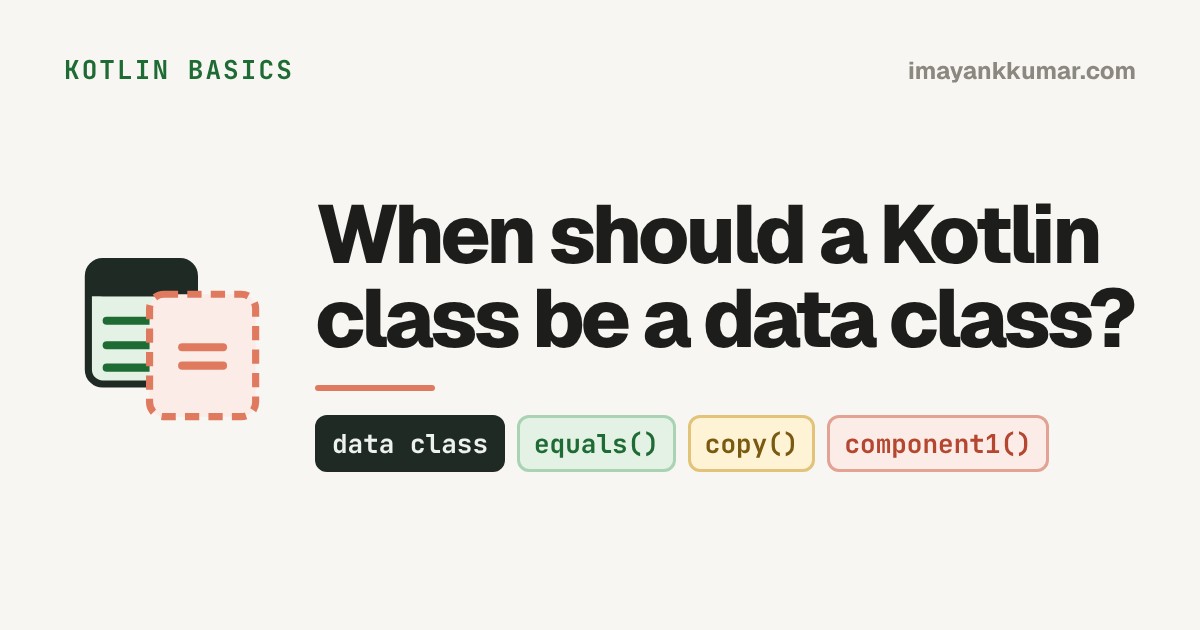 KOTLIN BASICS
imayankkumar.com
When should a Kotlin
class be a data class?
data class
equals()
copy()
component1()